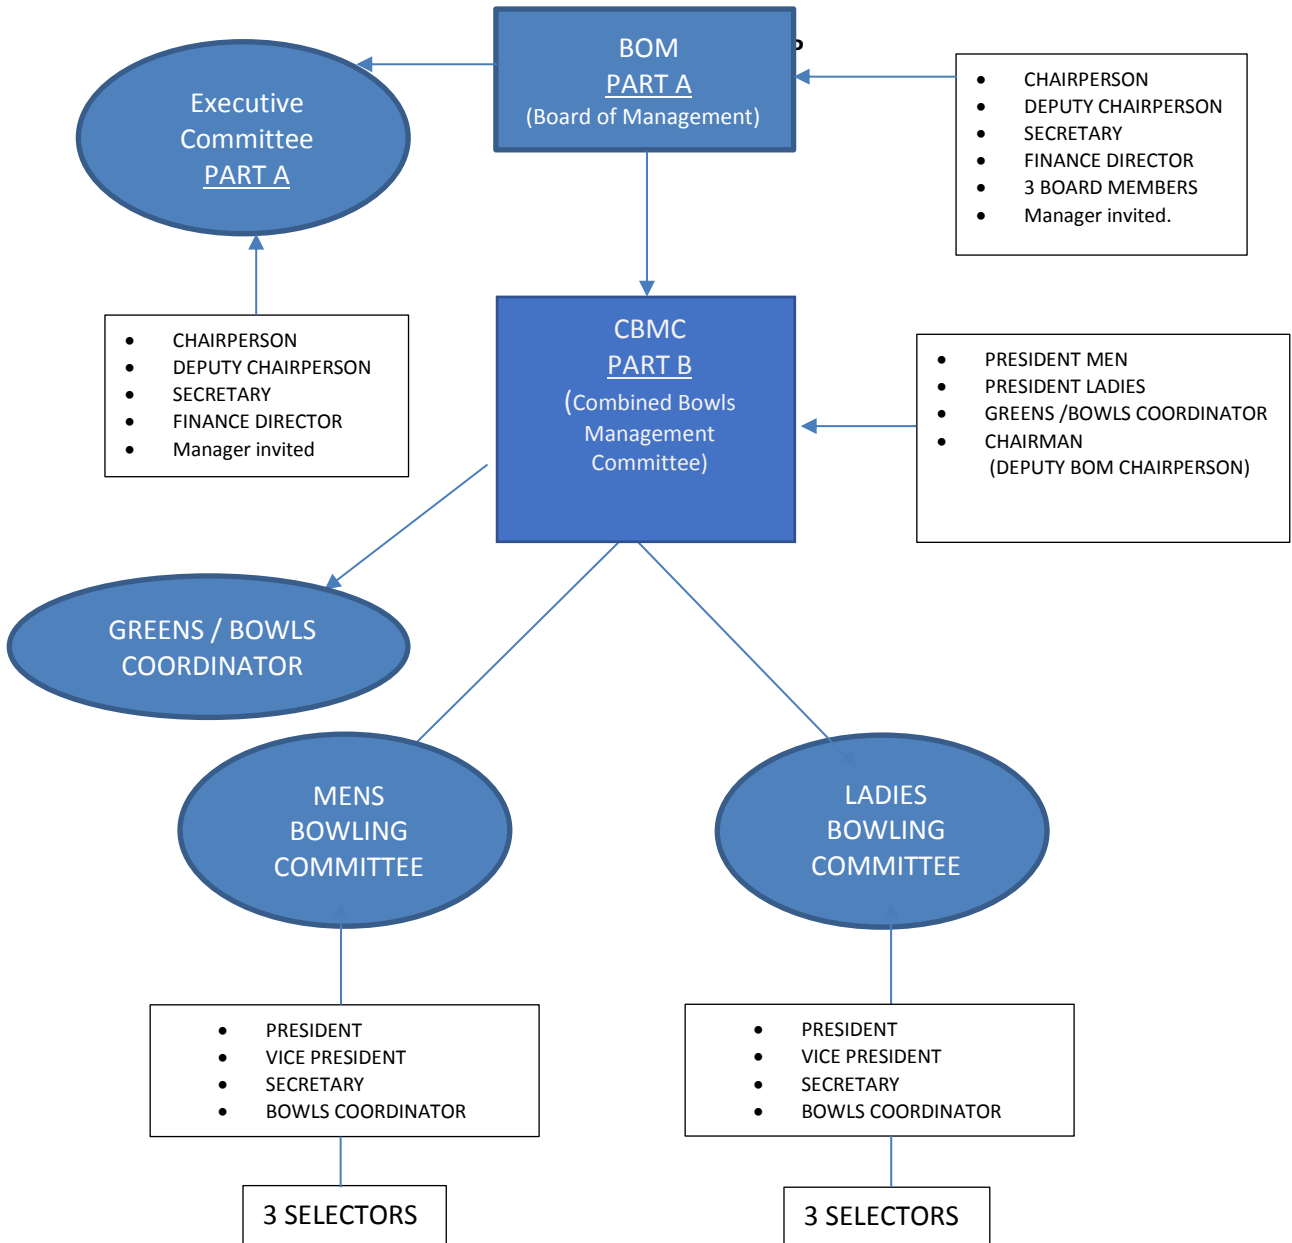 BOM
PART A
(Board of Management)
P
Executive
Committee
PART A
• CHAIRPERSON
• DEPUTY CHAIRPERSON
• SECRETARY
• FINANCE DIRECTOR
• 3 BOARD MEMBERS
• Manager invited.
• CHAIRPERSON
• DEPUTY CHAIRPERSON
• SECRETARY
• FINANCE DIRECTOR
• Manager invited
CBMC
PART B
(Combined Bowls
Management
Committee)
• PRESIDENT MEN
• PRESIDENT LADIES
• GREENS /BOWLS COORDINATOR
• CHAIRMAN
(DEPUTY BOM CHAIRPERSON)
GREENS / BOWLS
COORDINATOR
MENS
BOWLING
COMMITTEE
LADIES
BOWLING
COMMITTEE
• PRESIDENT
• VICE PRESIDENT
• SECRETARY
• BOWLS COORDINATOR
• PRESIDENT
• VICE PRESIDENT
• SECRETARY
• BOWLS COORDINATOR
3 SELECTORS
3 SELECTORS